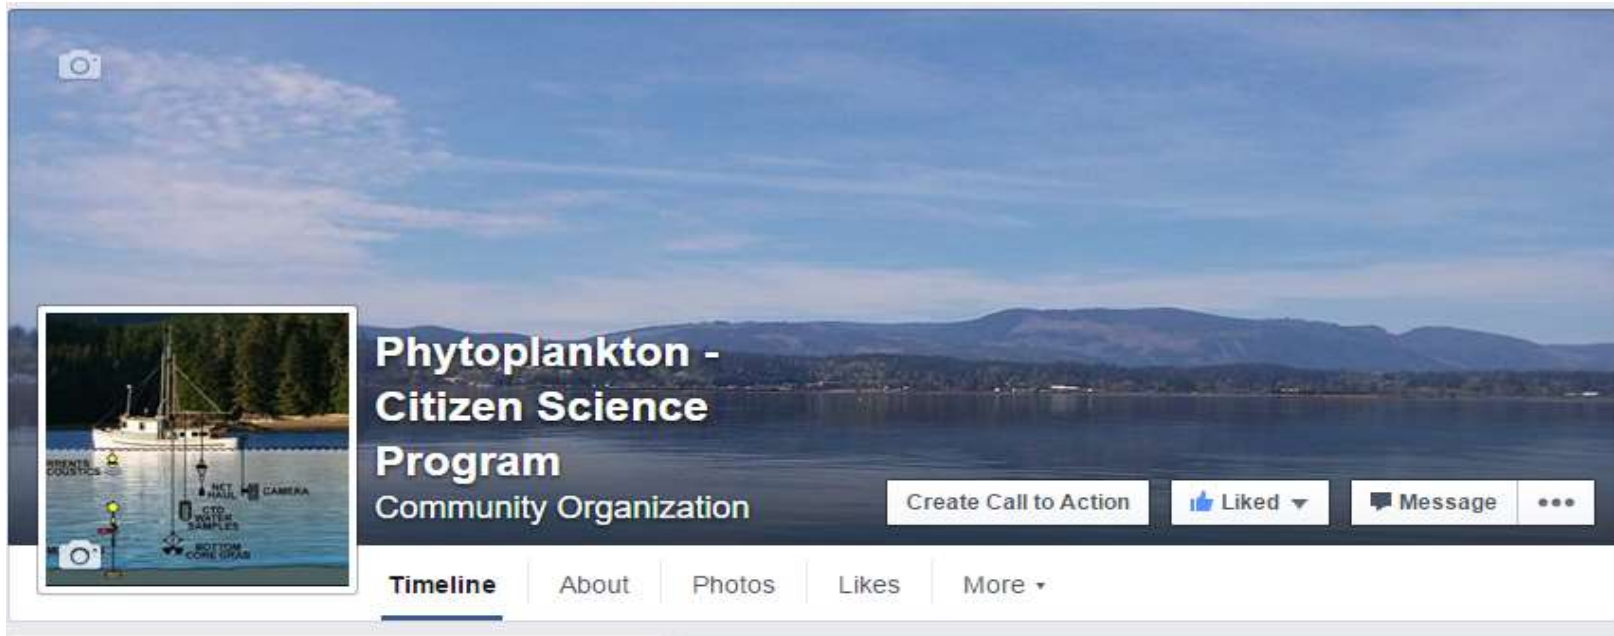 Phytoplankton -
Citizen Science
Program
Community Organization
Create Call to Action
Liked
Message
NET
HAUL
CAMERA
CTD
WATER
SAMPLES
BOTTOM
CORE GRAB
Timeline
About
Photos
Likes
More